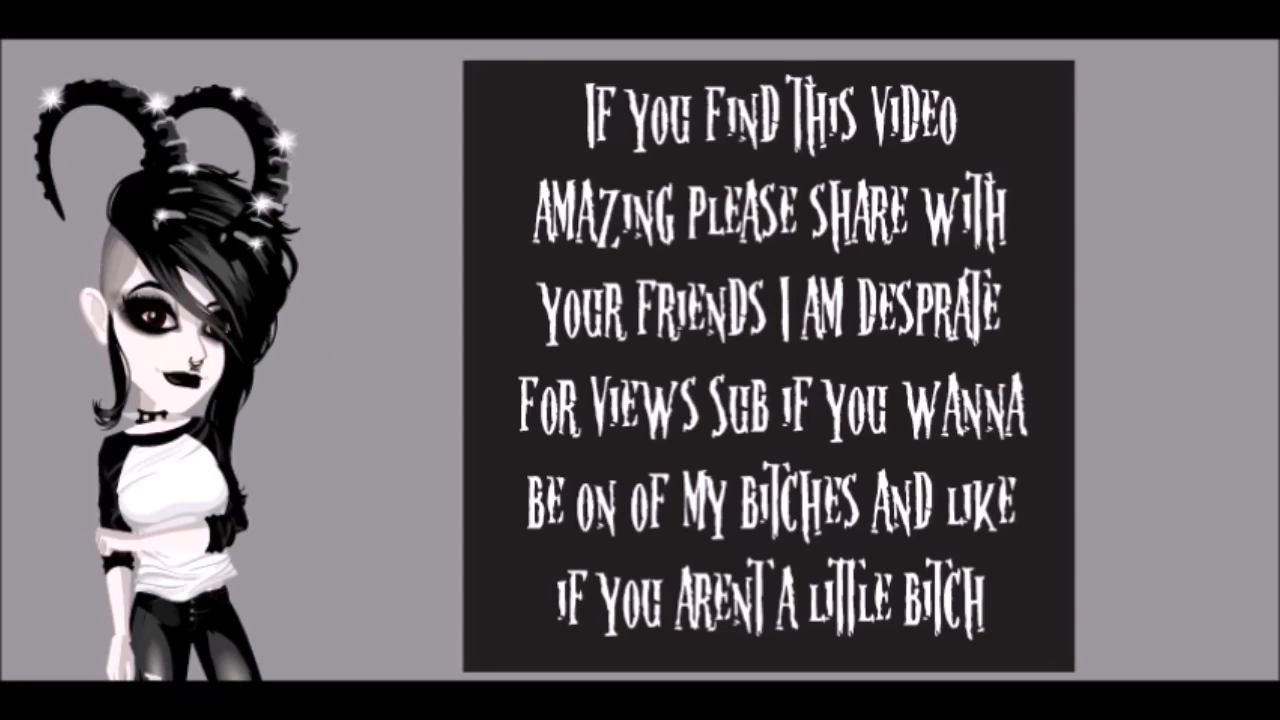 IF YOU FIND THIS VIDEO
AMAZING PLEASE SHARE WITH
YOUR FRIENDS I AM DESPRATE
FOR VIEWS SUB IF YOU WANNA
BE ON OF MY BITCHES AND LIKE
IF YOU ARENT A LITTLE BITCH